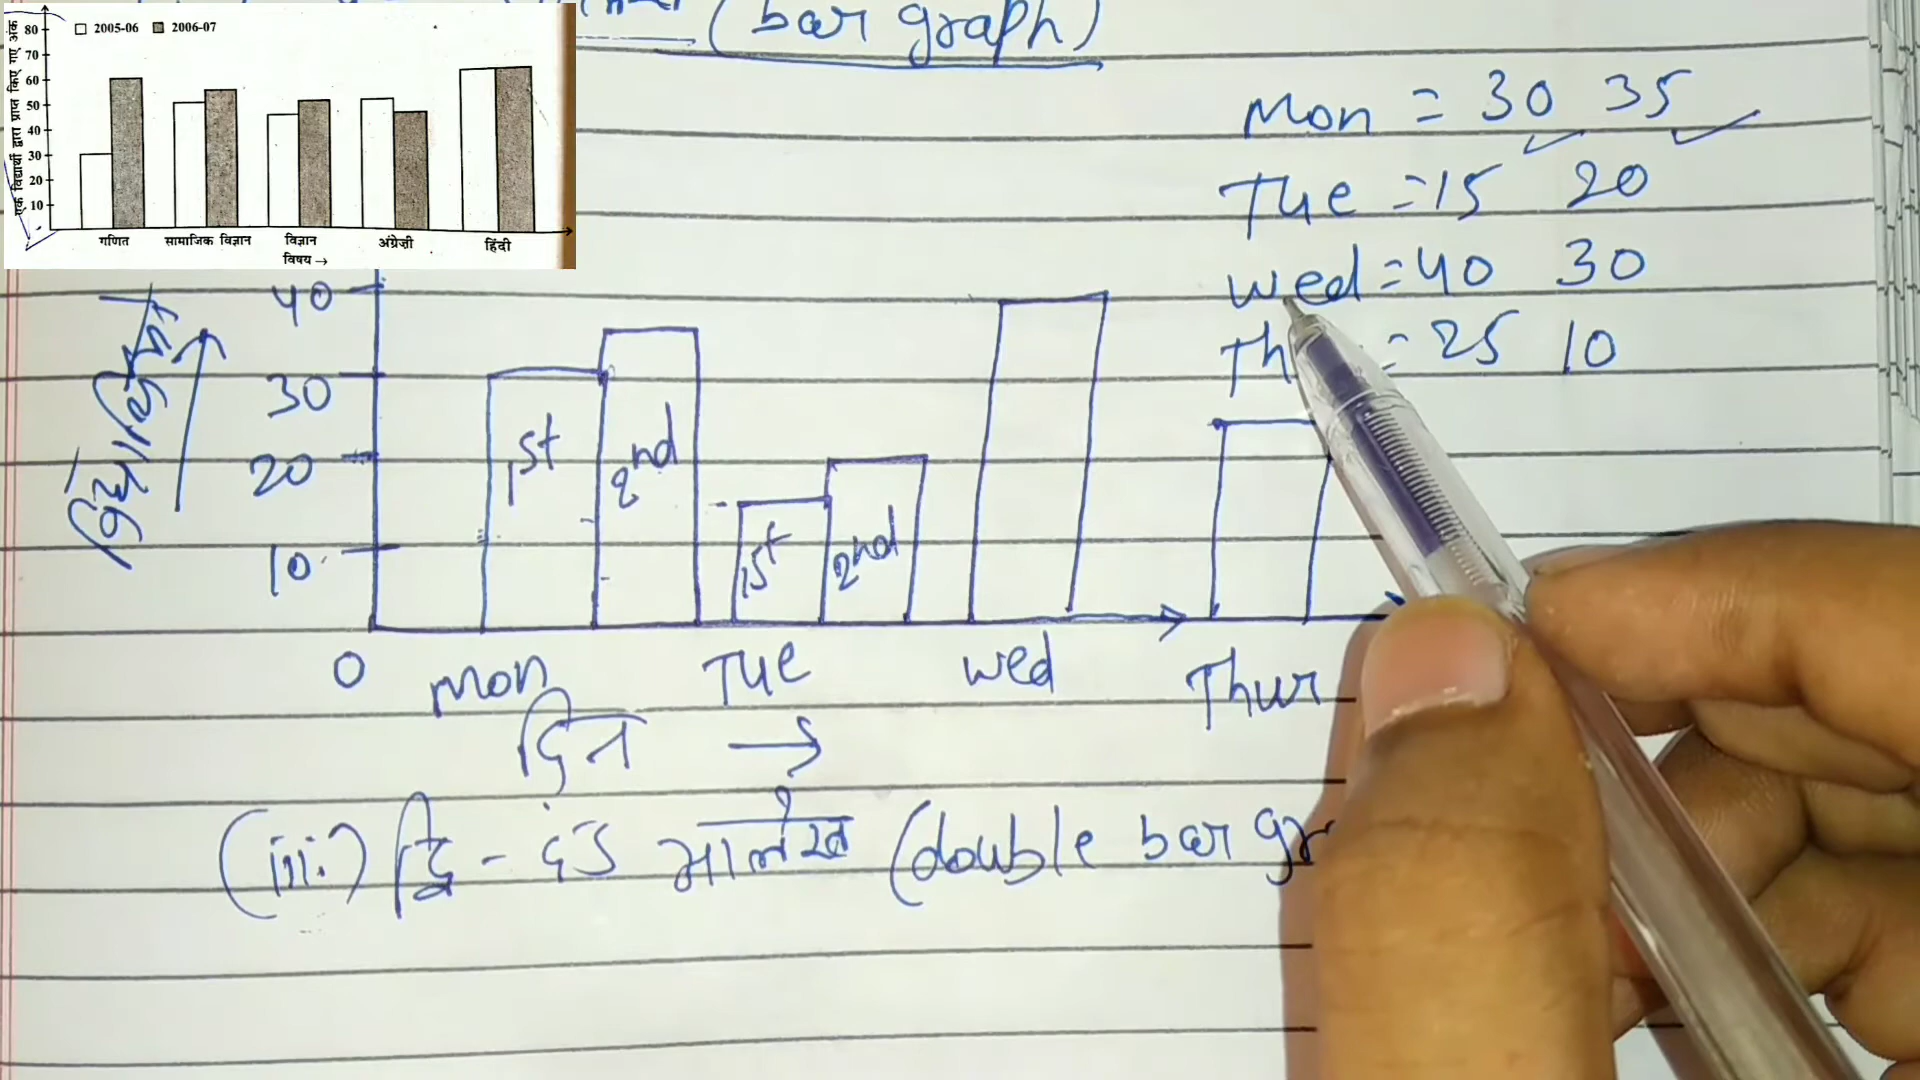 (bar graph)
80
70
60
50
40
30
20
10
2005-06 2006-07
एक विद्यार्थी द्वारा प्राप्त किए गए अंक
गणित सामाजिक विज्ञान विज्ञान अंग्रेज़ी हिंदी
विषय →
Mon = 30 35
Tue = 15 20
Wed = 40 30
= 25 10
40
30
20
10
0
1st 2nd
1st 2nd
Mon Tue Wed Thur
दिन →
(iii) द्वि - दंड आलेख (double bar